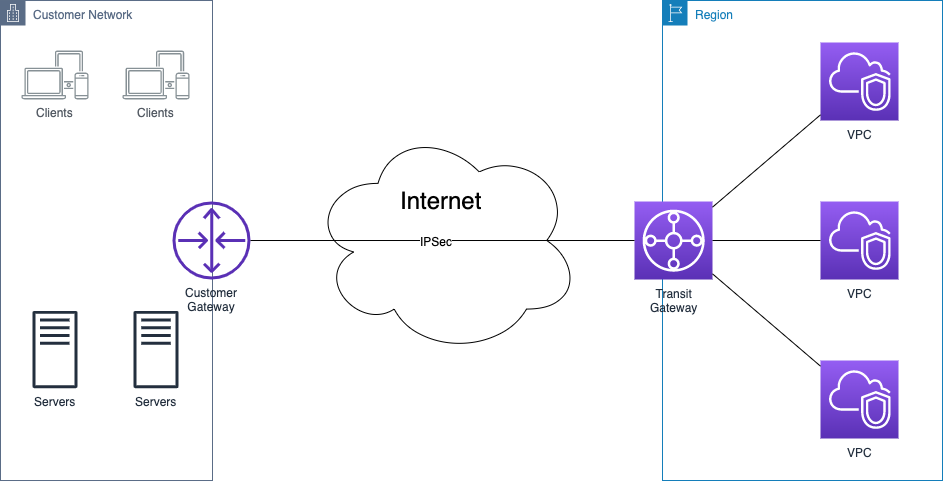 Customer Network
Region
Clients
Clients
VPC
Internet
IPSec
Customer
Gateway
Transit
Gateway
VPC
Servers
Servers
VPC